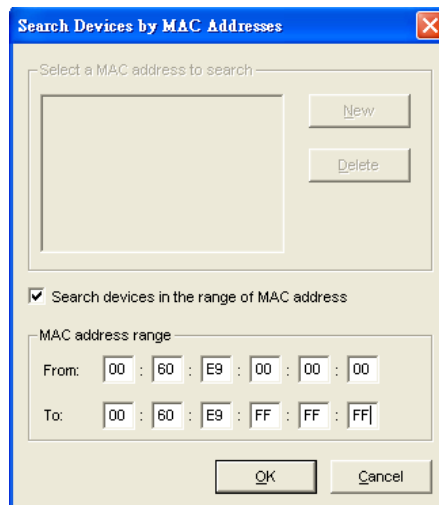 Search Devices by MAC Addresses
Select a MAC address to search
New
Delete
Search devices in the range of MAC address
MAC address range
From: 00 : 60 : E9 : 00 : 00 : 00
To: 00 : 60 : E9 : FF : FF : FF
OK Cancel